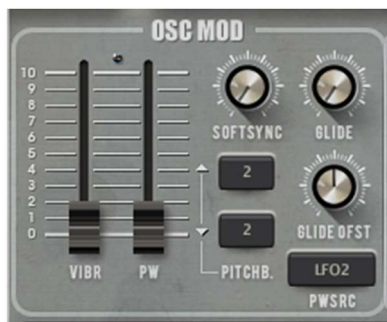 OSC MOD
10
9
8
7
6
5
4
3
2
1
0
VIBR
PW
SOFTSYNC
GLIDE
2
2
PITCHB.
GLIDE OFST
LFO2
PWSRC